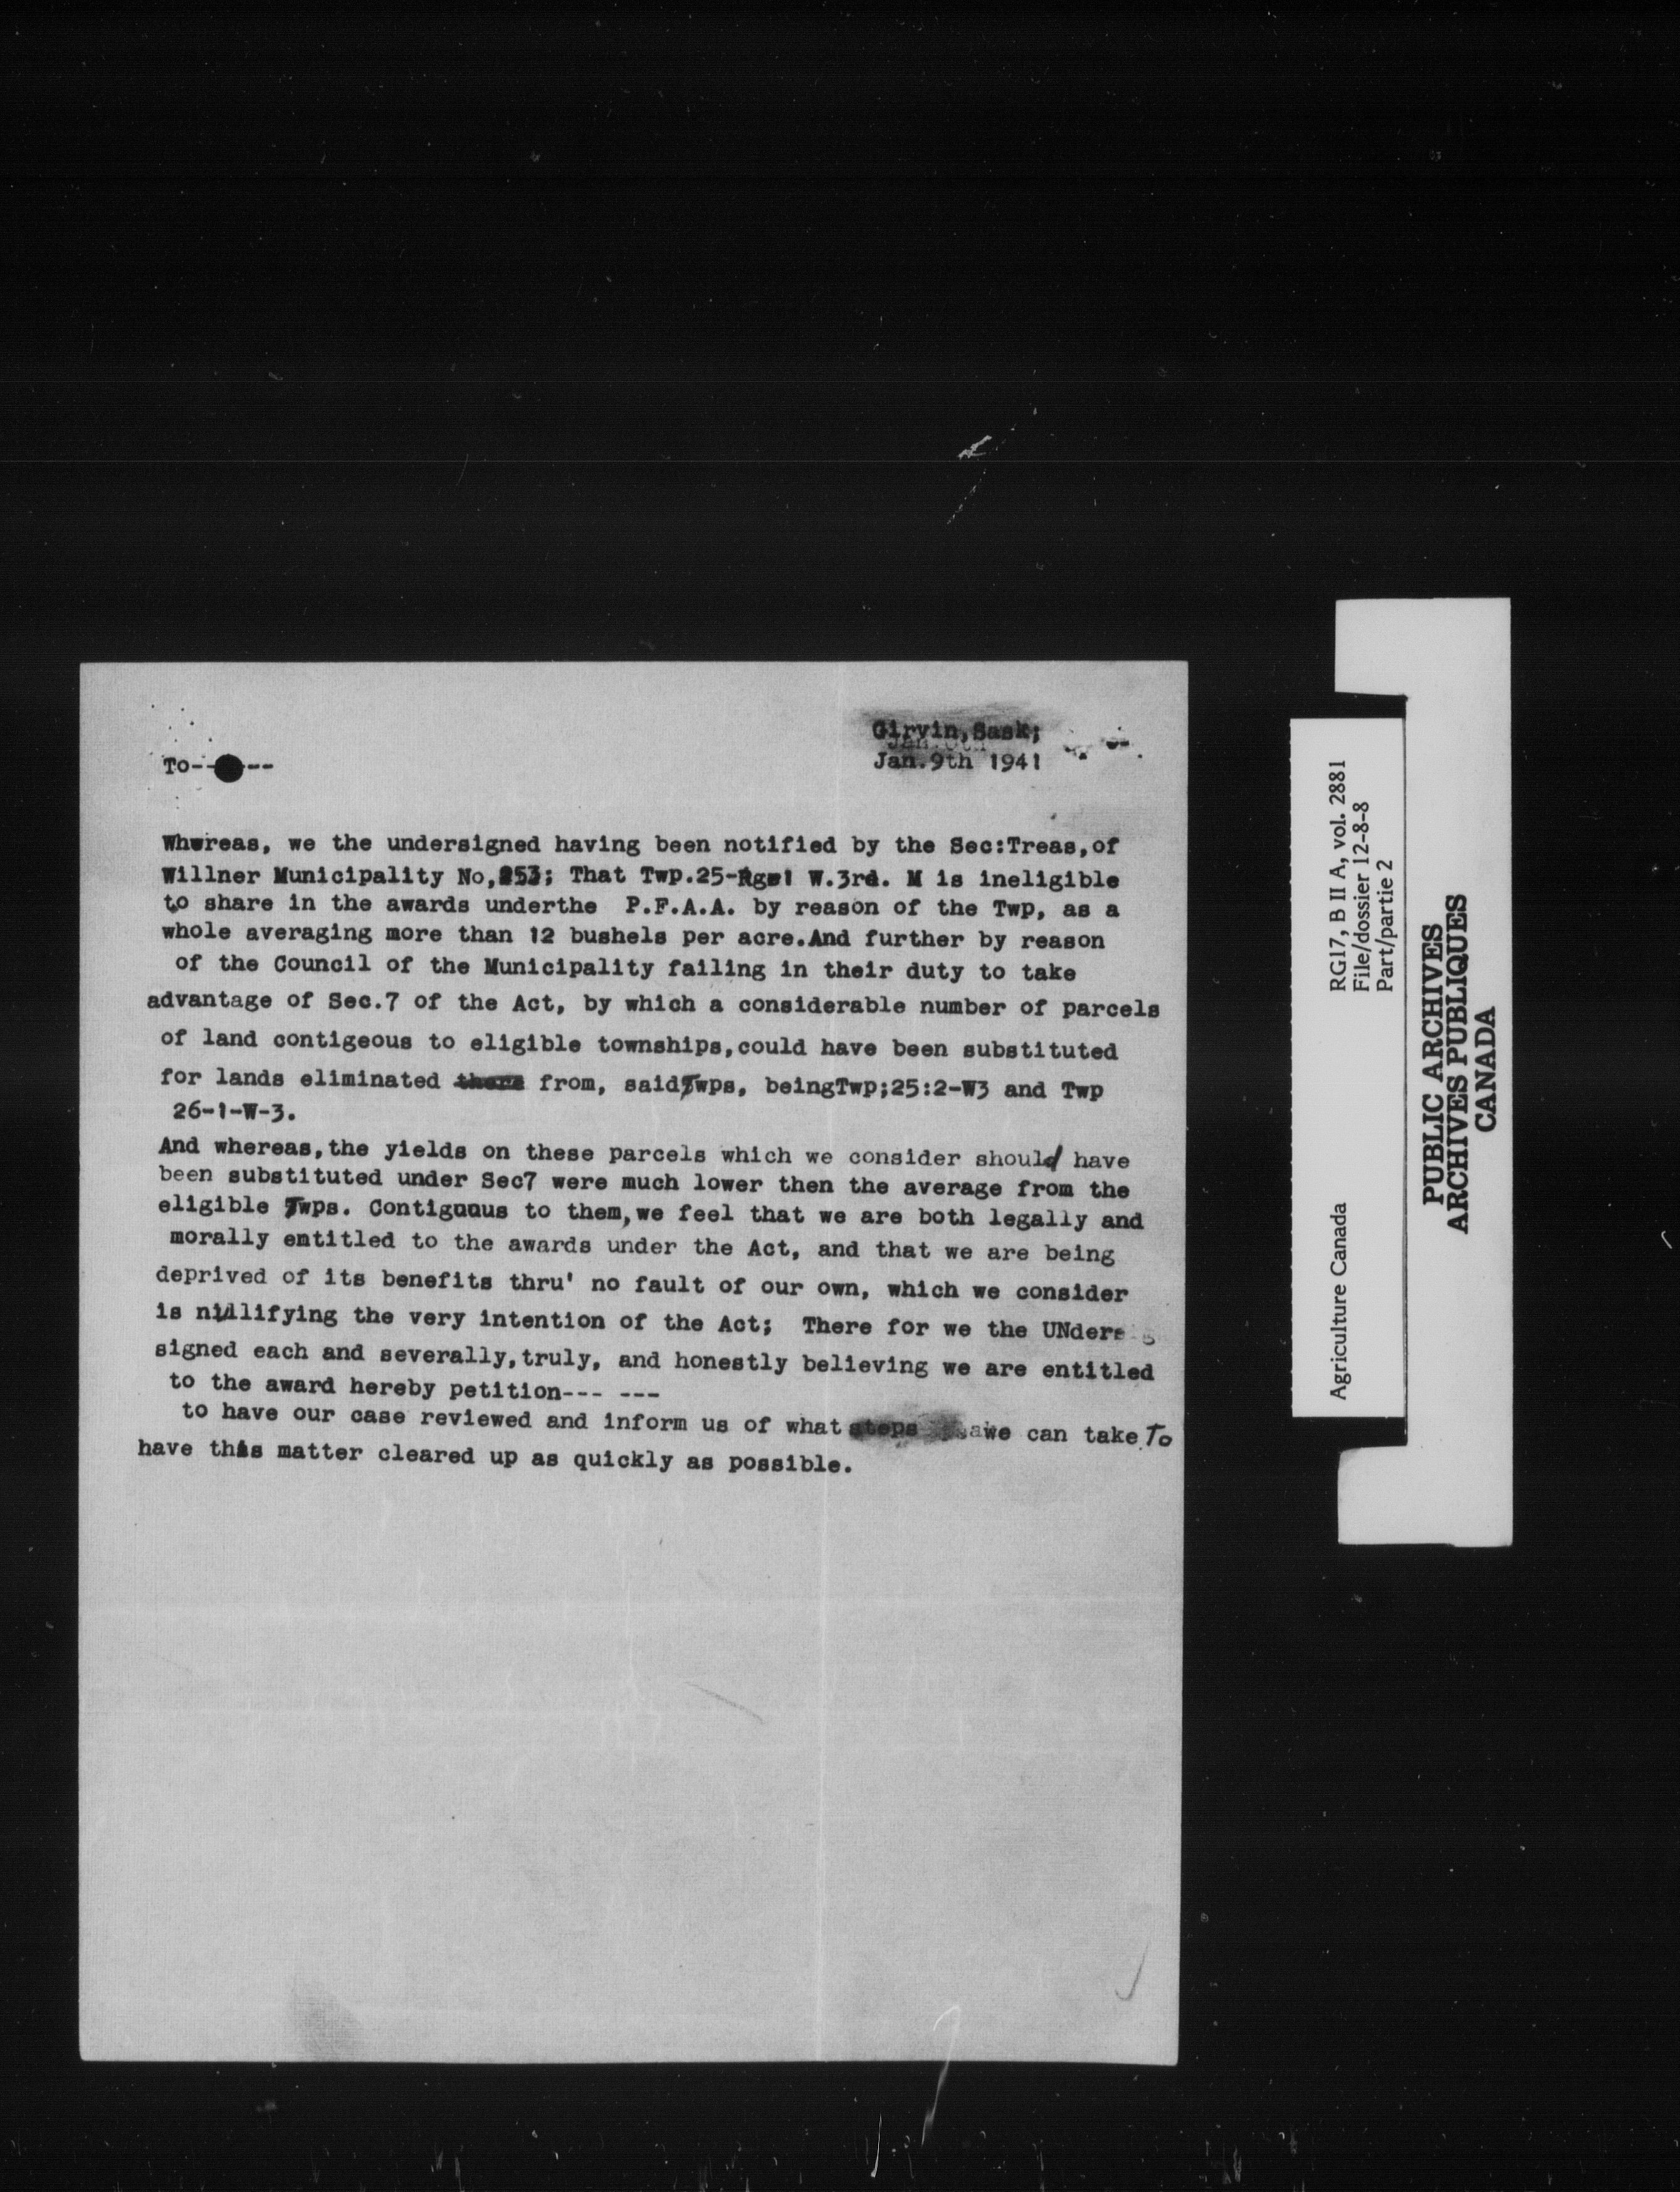 Girvin,Sask;
To-----
Jan.9th 1941
Whereas, we the undersigned having been notified by the Sec:Treas,of
Willner Municipality No,253; That Twp.25-Rge1 W.3rd. M is ineligible
to share in the awards underthe P.F.A.A. by reason of the Twp, as a
whole averaging more than 12 bushels per acre.And further by reason
of the Council of the Municipality failing in their duty to take
advantage of Sec.7 of the Act, by which a considerable number of parcels
of land contigeous to eligible townships,could have been substituted
for lands eliminated there from, saidTwps, beingTwp;25:2-W3 and Twp
26-1-W-3.
And whereas,the yields on these parcels which we consider should have
been substituted under Sec7 were much lower then the average from the
eligible Twps. Contiguuus to them,we feel that we are both legally and
morally entitled to the awards under the Act, and that we are being
deprived of its benefits thru' no fault of our own, which we consider
is nullifying the very intention of the Act; There for we the UNder
signed each and severally,truly, and honestly believing we are entitled
to the award hereby petition--- ---
to have our case reviewed and inform us of what steps we can take To
have this matter cleared up as quickly as possible.
Agriculture Canada
RG17, B II A, vol. 2881
File/dossier 12-8-8
Part/partie 2
PUBLIC ARCHIVES
ARCHIVES PUBLIQUES
CANADA